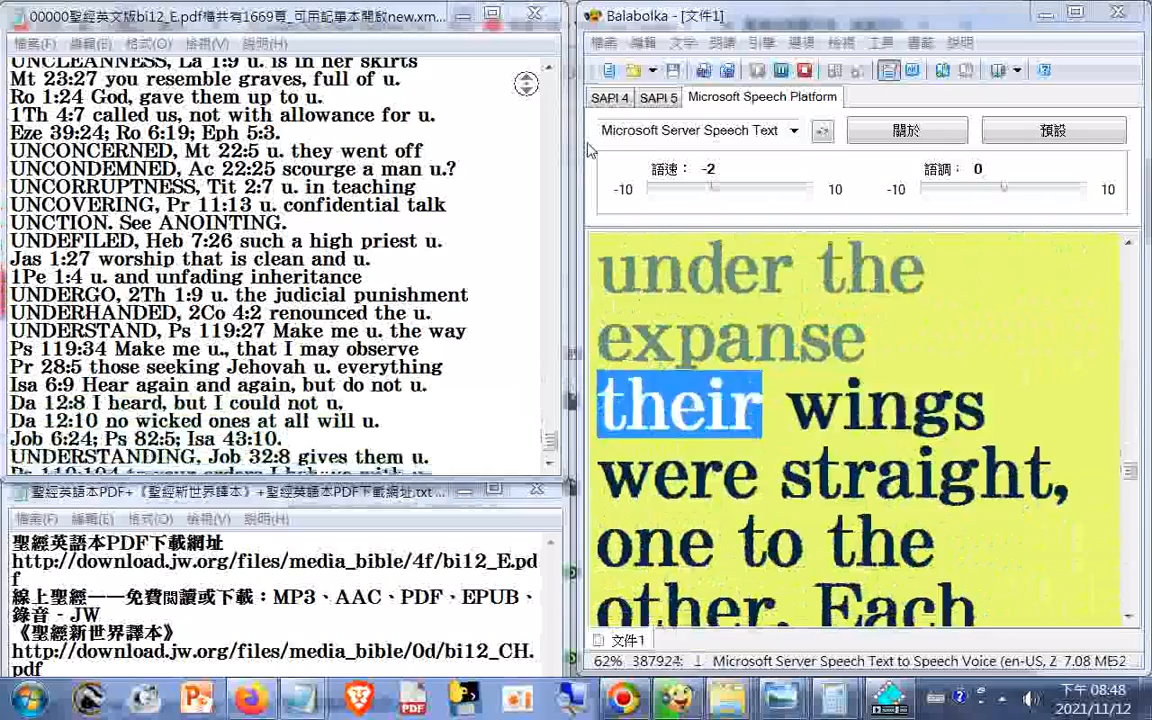 00000聖經英文版bi12_E.pdf檔共有1669頁_可用記事本開啟new.xm...
檔案(F) 編輯(E) 格式(O) 檢視(V) 說明(H)
UNCLEANNESS, La 1:9 u. is in her skirts
Mt 23:27 you resemble graves, full of u.
Ro 1:24 God, gave them up to u.
1Th 4:7 called us, not with allowance for u.
Eze 39:24; Ro 6:19; Eph 5:3.
UNCONCERNED, Mt 22:5 u. they went off
UNCONDEMNED, Ac 22:25 scourge a man u.?
UNCORRUPTNESS, Tit 2:7 u. in teaching
UNCOVERING, Pr 11:13 u. confidential talk
UNCTION. See ANOINTING.
UNDEFILED, Heb 7:26 such a high priest u.
Jas 1:27 worship that is clean and u.
1Pe 1:4 u. and unfading inheritance
UNDERGO, 2Th 1:9 u. the judicial punishment
UNDERHANDED, 2Co 4:2 renounced the u.
UNDERSTAND, Ps 119:27 Make me u. the way
Ps 119:34 Make me u., that I may observe
Pr 28:5 those seeking Jehovah u. everything
Isa 6:9 Hear again and again, but do not u.
Da 12:8 I heard, but I could not u.
Da 12:10 no wicked ones at all will u.
Job 6:24; Ps 82:5; Isa 43:10.
UNDERSTANDING, Job 32:8 gives them u.
聖經英語本PDF+《聖經新世界譯本》+聖經英語本PDF下載網址.txt ...
檔案(F) 編輯(E) 格式(O) 檢視(V) 說明(H)
聖經英語本PDF下載網址
http://download.jw.org/files/media_bible/4f/bi12_E.pd
f
線上聖經——免費閱讀或下載：MP3、AAC、PDF、EPUB、
錄音 - JW
《聖經新世界譯本》
http://download.jw.org/files/media_bible/0d/bi12_CH.
pdf
Balabolka - [文件1]
檔案 編輯 文字 朗讀 引擎 選項 檢視 工具 書籤 說明
SAPI 4 SAPI 5 Microsoft Speech Platform
Microsoft Server Speech Text 關於 預設
語速： -2 語調： 0
-10 10 -10 10
under the
expanse
their wings
were straight,
one to the
other. Each
文件1
62% 387924: 1 Microsoft Server Speech Text to Speech Voice (en-US, Z 7.08 ME52
下午 08:48
2021/11/12